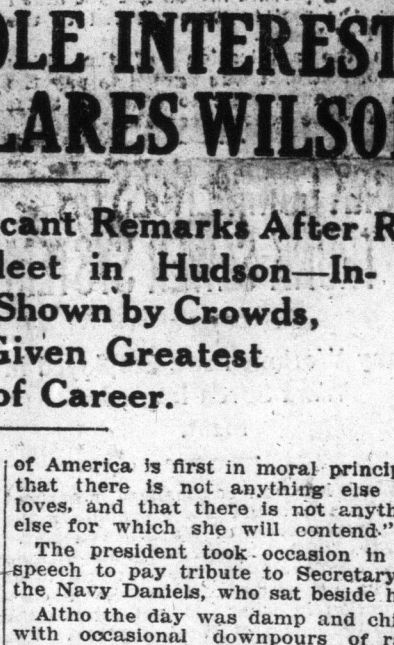 OLE INTEREST
LARES WILSO
cant Remarks After R
leet in Hudson—In-
Shown by Crowds,
Given Greatest
of Career.
of America is first in moral princip
that there is not anything else
loves, and that there is not anyth
else for which she will contend."
The president took occasion in
speech to pay tribute to Secretary
the Navy Daniels, who sat beside h
Altho the day was damp and chi
with occasional downpours of r